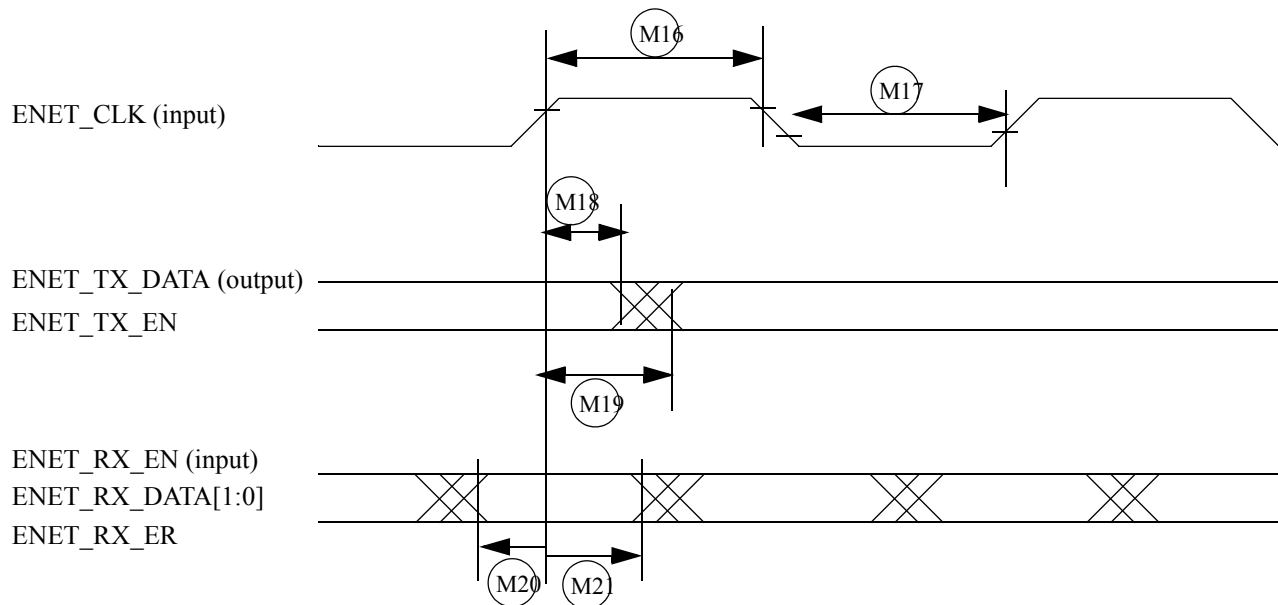 M16
ENET_CLK (input)
M17
M18
ENET_TX_DATA (output)
ENET_TX_EN
M19
ENET_RX_EN (input)
ENET_RX_DATA[1:0]
ENET_RX_ER
M20
M21